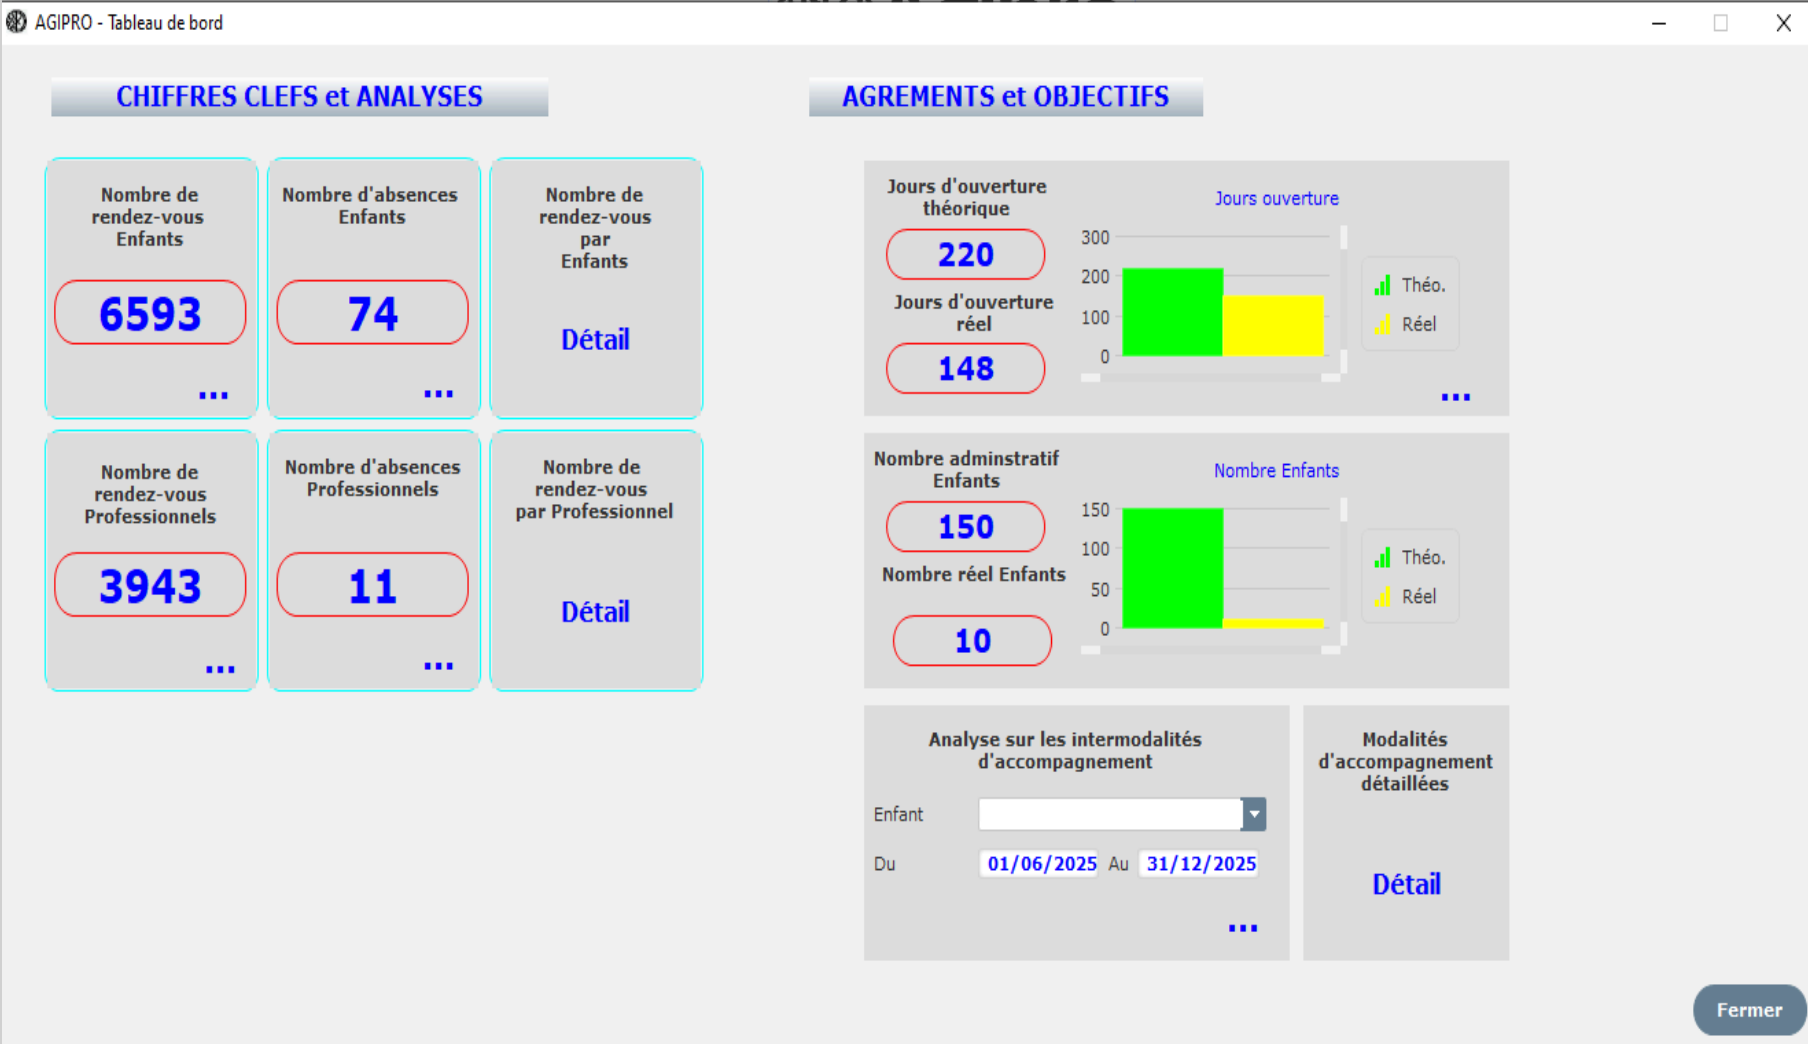 AGIPRO - Tableau de bord
CHIFFRES CLEFS et ANALYSES
Nombre de
rendez-vous
Enfants
6593
...
Nombre d'absences
Enfants
74
...
Nombre de
rendez-vous
par
Enfants
Détail
Nombre de
rendez-vous
Professionnels
3943
...
Nombre d'absences
Professionnels
11
...
Nombre de
rendez-vous
par Professionnel
Détail
AGREMENTS et OBJECTIFS
Jours d'ouverture
théorique
220
Jours d'ouverture
réel
148
Jours ouverture
300
200
100
0
Théo.
Réel
...
Nombre adminstratif
Enfants
150
Nombre réel Enfants
10
Nombre Enfants
150
100
50
0
Théo.
Réel
Analyse sur les intermodalités
d'accompagnement
Enfant
Du 01/06/2025 Au 31/12/2025
...
Modalités
d'accompagnement
détaillées
Détail
Fermer